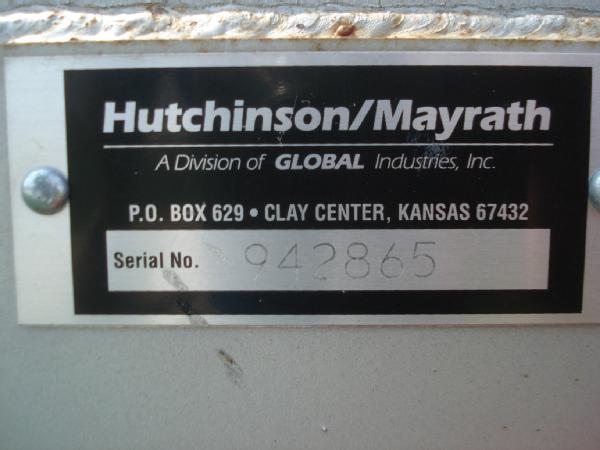 Hutchinson/Mayrath
A Division of GLOBAL Industries, Inc.
P.O. BOX 629 • CLAY CENTER, KANSAS 67432
Serial No. 942865